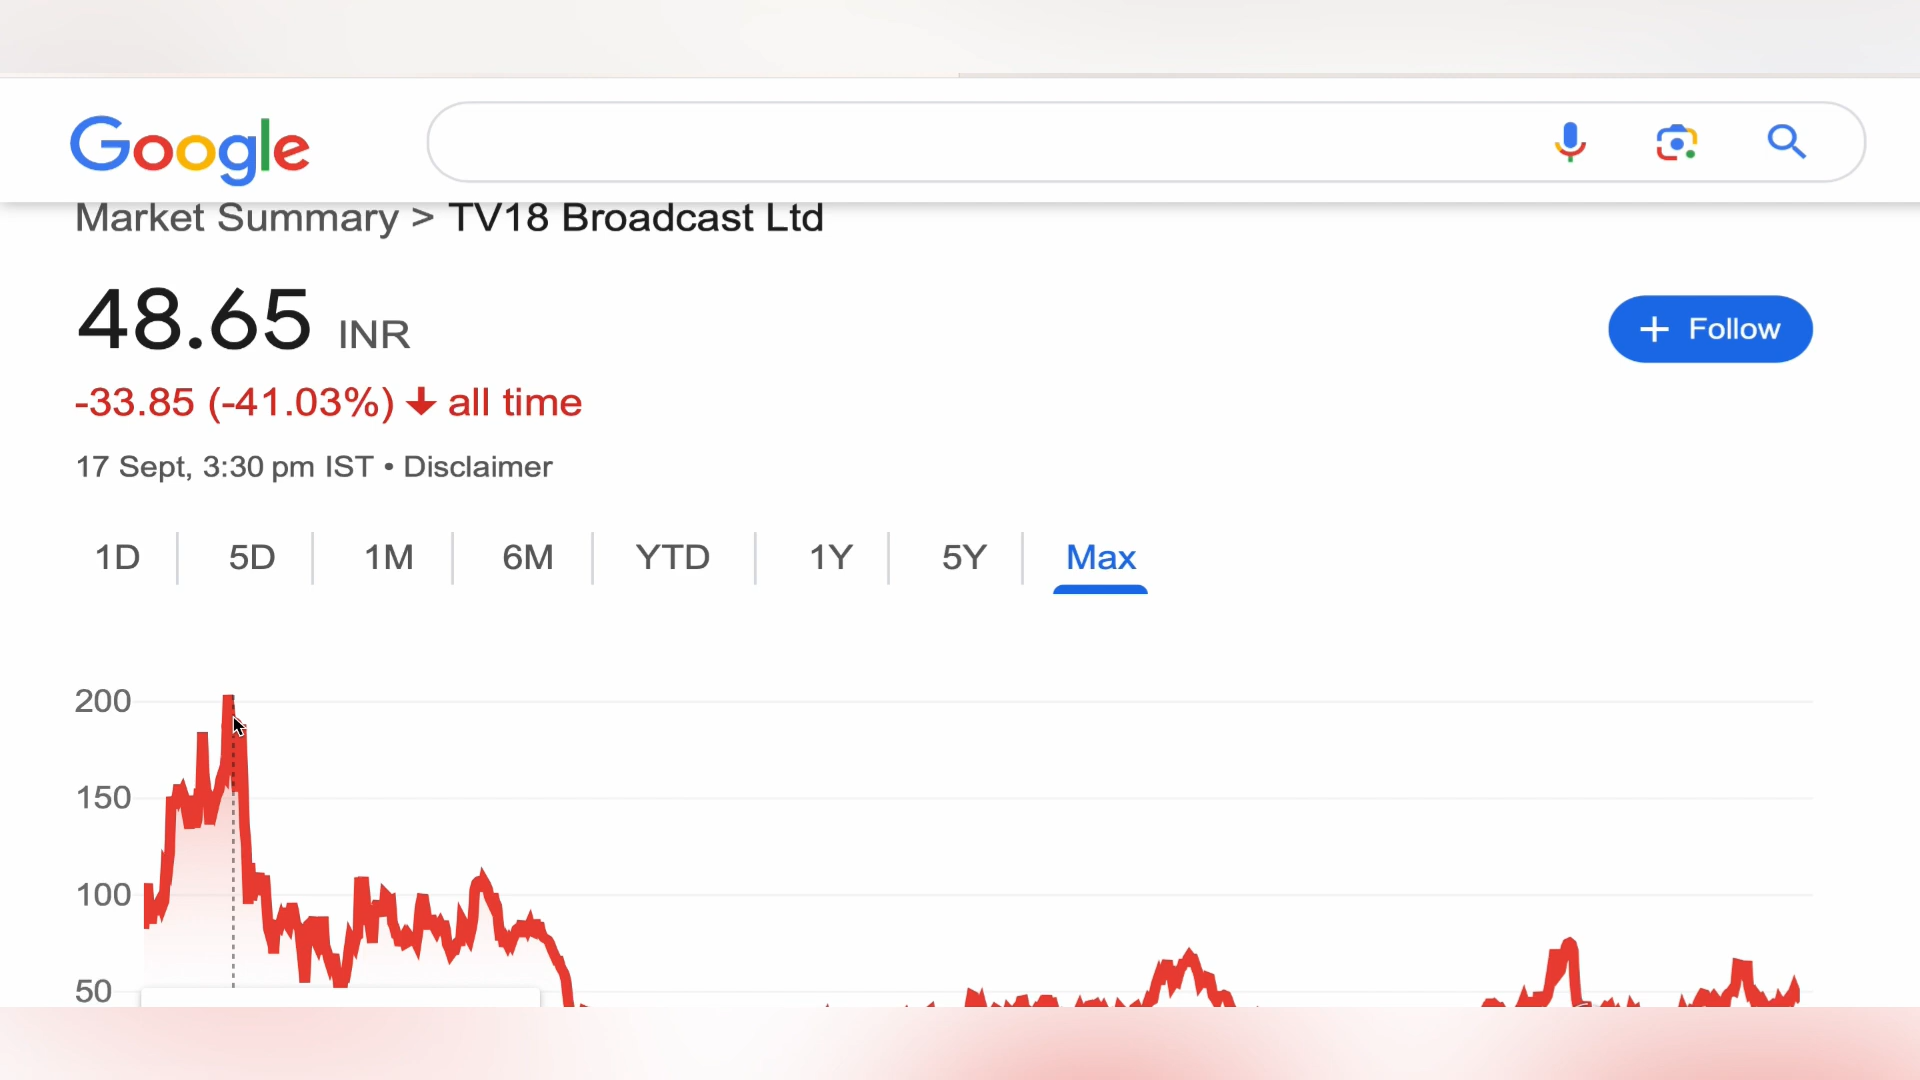 Google
Market Summary > TV18 Broadcast Ltd
48.65 INR
+ Follow
-33.85 (-41.03%) ↓ all time
17 Sept, 3:30 pm IST • Disclaimer
1D 5D 1M 6M YTD 1Y 5Y Max
200
150
100
50